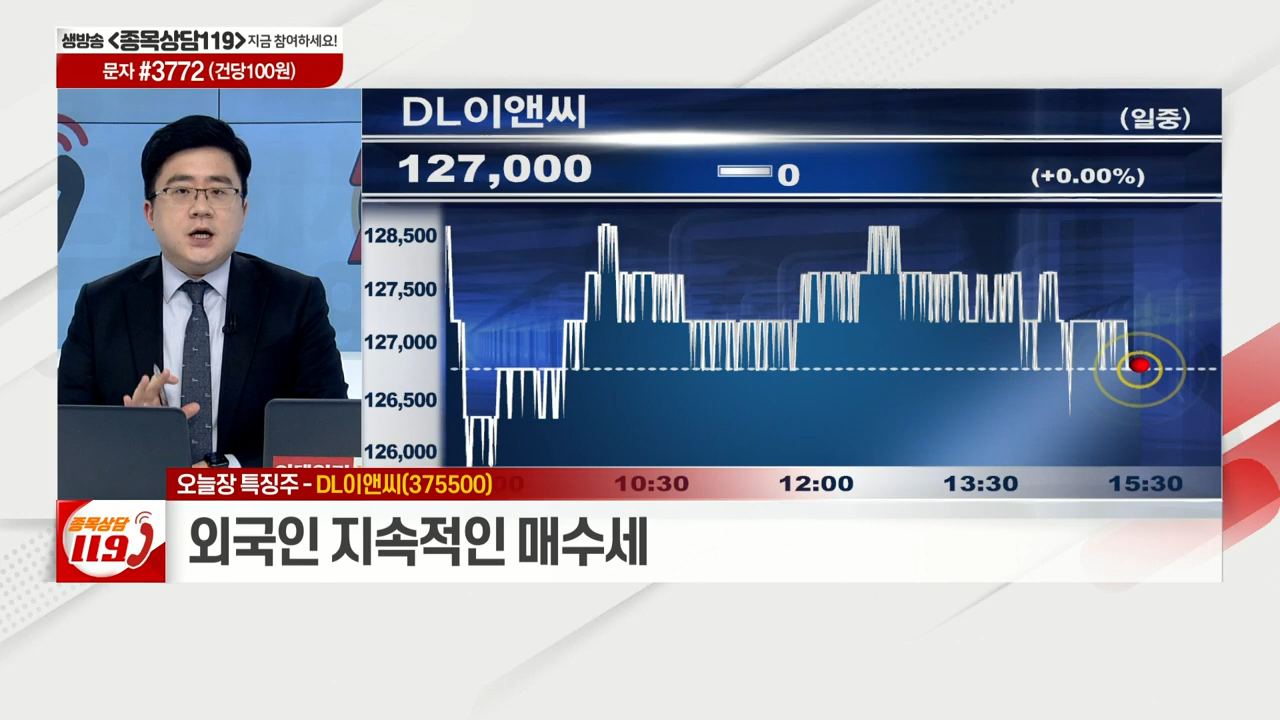 생방송 <종목상담119> 지금 참여하세요!
문자 #3772 (건당100원)
DL이앤씨
(일중)
127,000
0
(+0.00%)
128,500
127,500
127,000
126,500
126,000
10:30
12:00
13:30
15:30
오늘장 특징주 - DL이앤씨(375500)
종목상담
119
외국인 지속적인 매수세